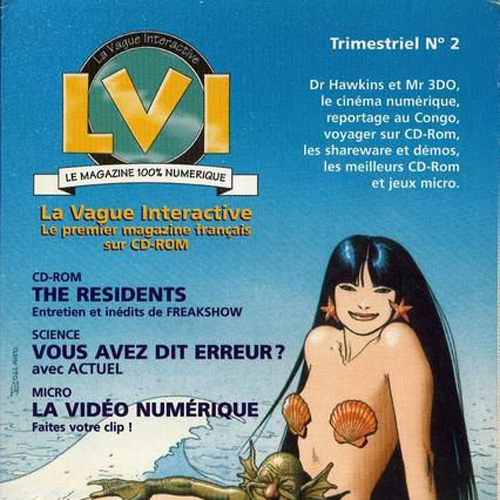 La Vague Interactive
LVI
LE MAGAZINE 100% NUMERIQUE
La Vague Interactive
Le premier magazine français
sur CD-ROM
Trimestriel Nº 2
Dr Hawkins et Mr 3DO,
le cinéma numérique,
reportage au Congo,
voyager sur CD-Rom,
les shareware et démos,
les meilleurs CD-Rom
et jeux micro.
CD-ROM
THE RESIDENTS
Entretien et inédits de FREAKSHOW
SCIENCE
VOUS AVEZ DIT ERREUR ?
avec ACTUEL
MICRO
LA VIDÉO NUMÉRIQUE
Faites votre clip !